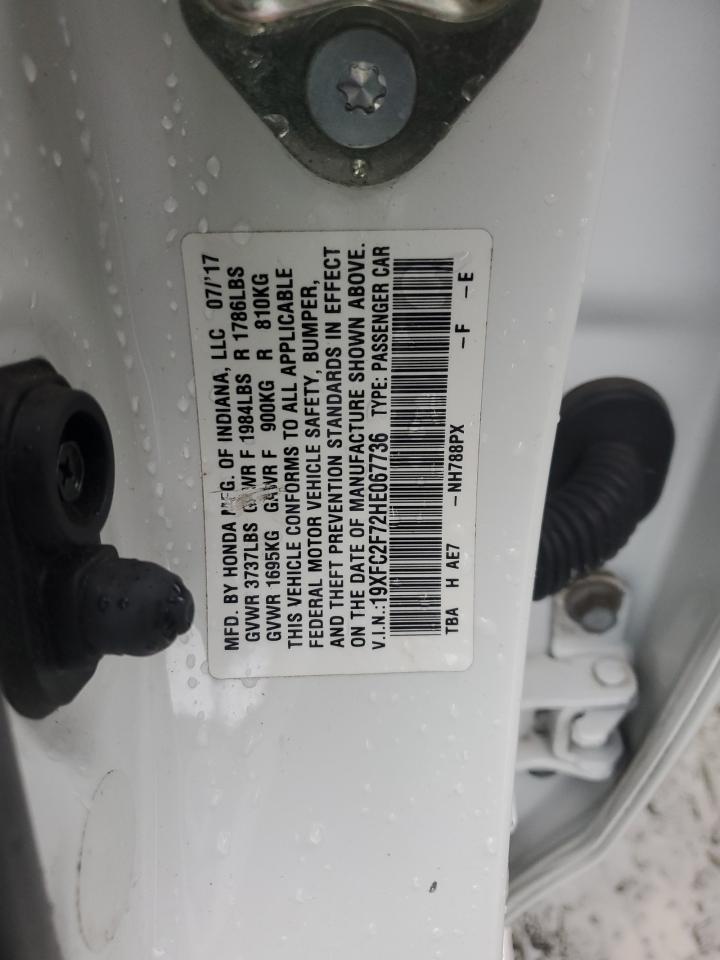 MFD. BY HONDA MFG. OF INDIANA, LLC 07/'17
GVWR 3737LBS GAWR F 1984LBS R 1786LBS
GVWR 1695KG GAWR F 900KG R 810KG
THIS VEHICLE CONFORMS TO ALL APPLICABLE
FEDERAL MOTOR VEHICLE SAFETY, BUMPER,
AND THEFT PREVENTION STANDARDS IN EFFECT
ON THE DATE OF MANUFACTURE SHOWN ABOVE.
V.I.N.:19XFC2F72HE067736 TYPE: PASSENGER CAR
TBA H AE7 - NH788PX - F - E